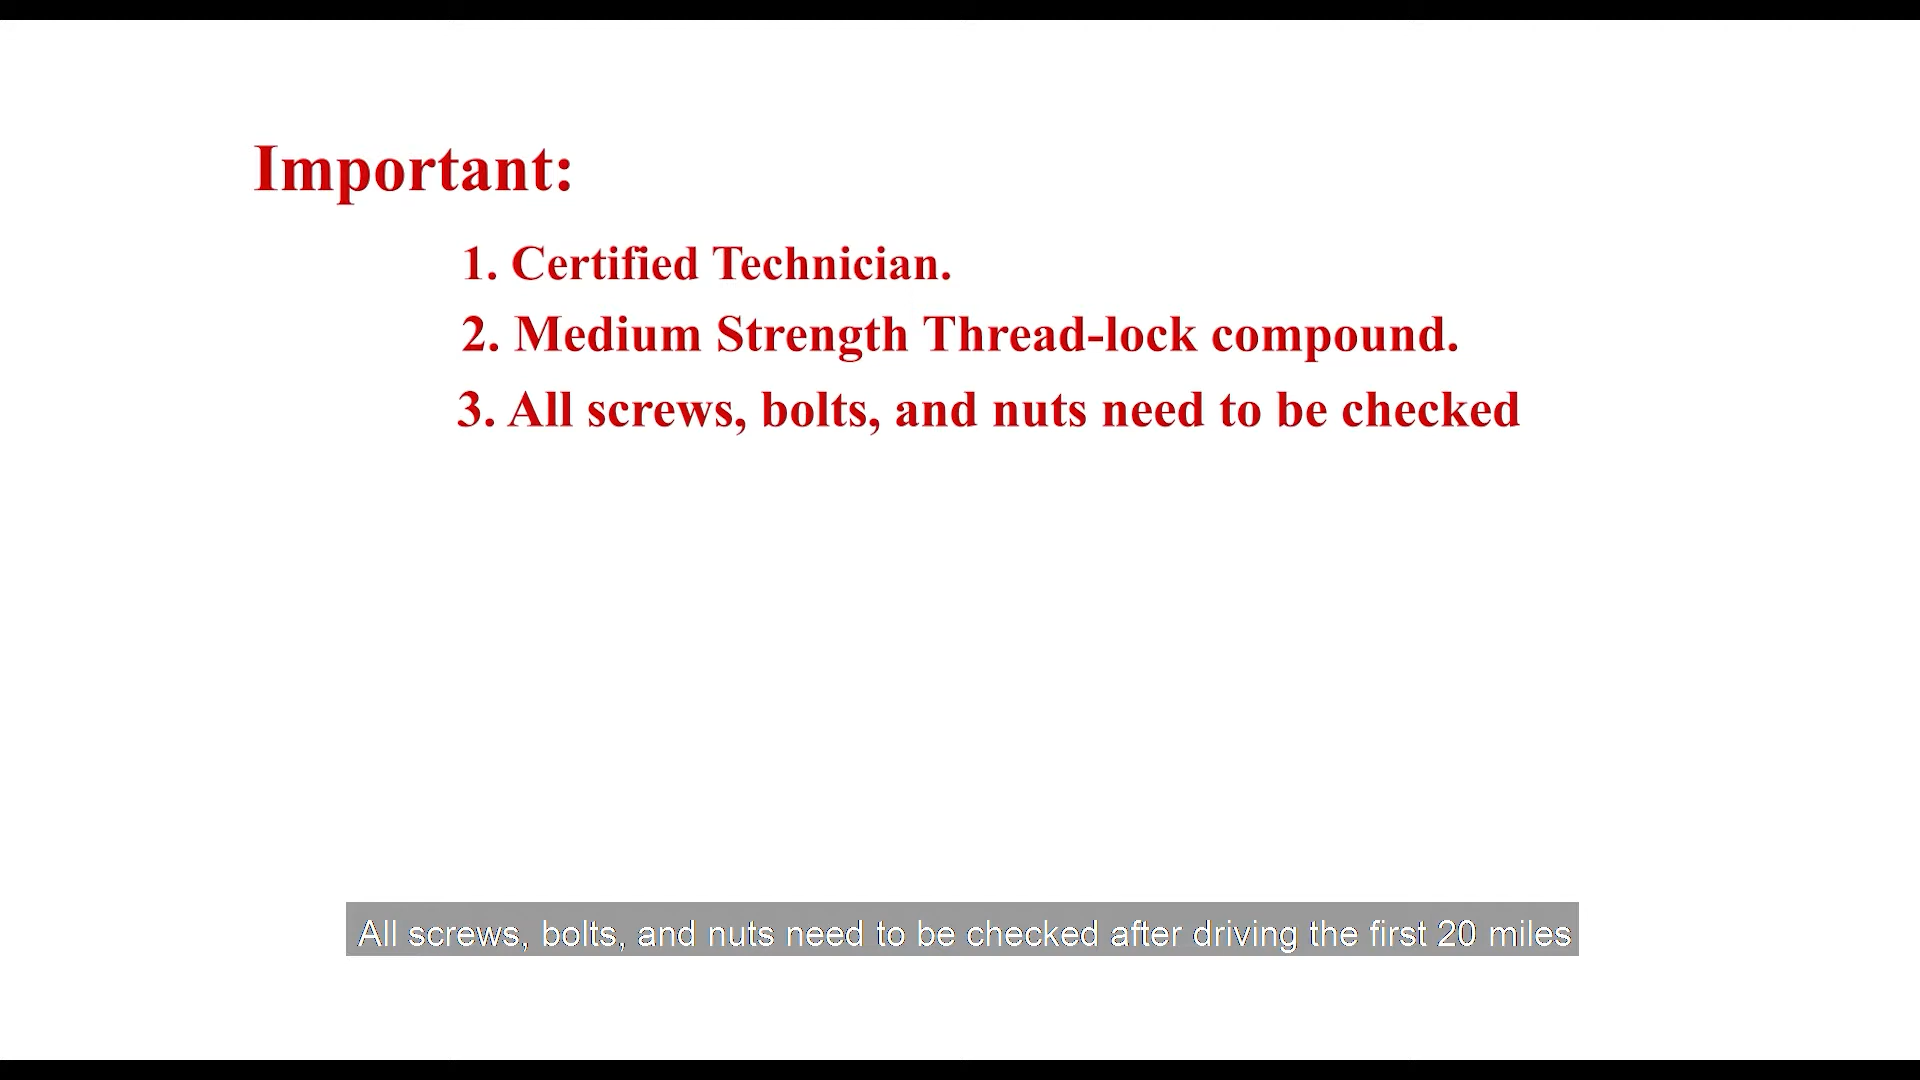 Important:
1. Certified Technician.
2. Medium Strength Thread-lock compound.
3. All screws, bolts, and nuts need to be checked
All screws, bolts, and nuts need to be checked after driving the first 20 miles